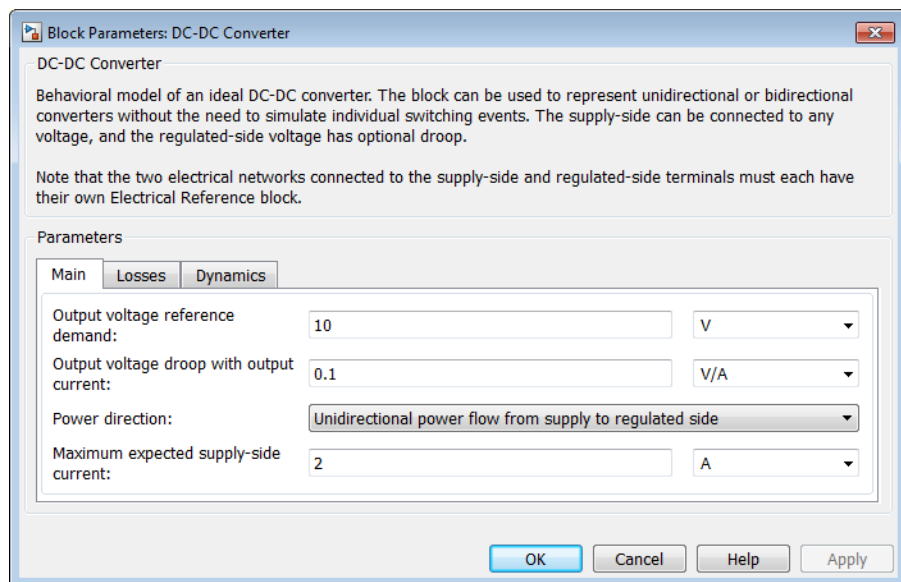 Block Parameters: DC-DC Converter
DC-DC Converter
Behavioral model of an ideal DC-DC converter. The block can be used to represent unidirectional or bidirectional
converters without the need to simulate individual switching events. The supply-side can be connected to any
voltage, and the regulated-side voltage has optional droop.
Note that the two electrical networks connected to the supply-side and regulated-side terminals must each have
their own Electrical Reference block.
Parameters
Main Losses Dynamics
Output voltage reference
demand:
10 V
Output voltage droop with output
current:
0.1 V/A
Power direction: Unidirectional power flow from supply to regulated side
Maximum expected supply-side
current:
2 A
OK Cancel Help Apply